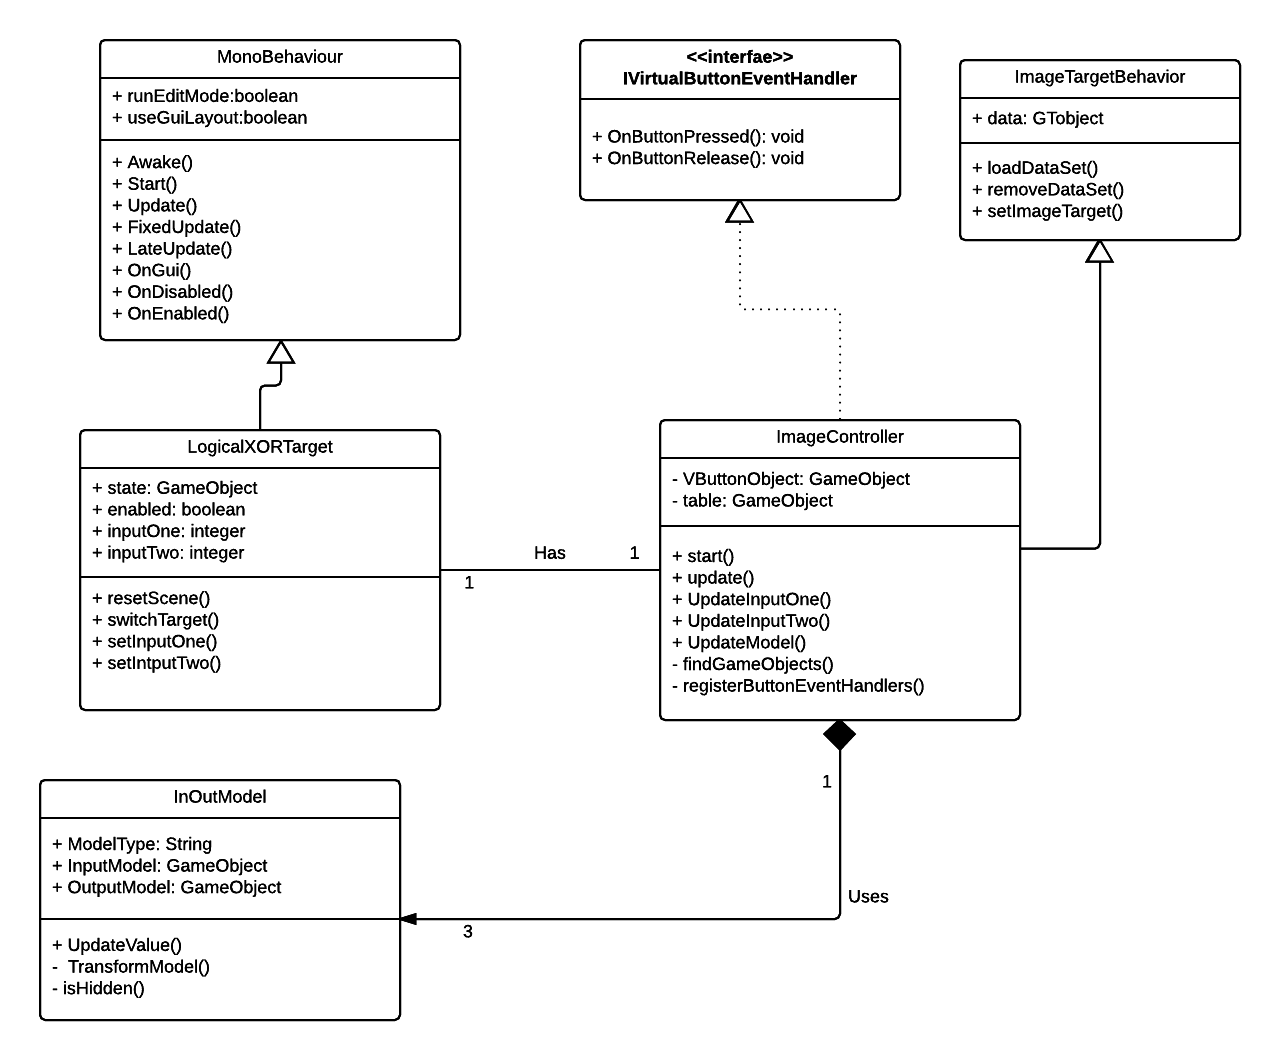 MonoBehaviour
+ runEditMode:boolean
+ useGuiLayout:boolean
+ Awake()
+ Start()
+ Update()
+ FixedUpdate()
+ LateUpdate()
+ OnGui()
+ OnDisabled()
+ OnEnabled()
<<interfae>>
IVirtualButtonEventHandler
+ OnButtonPressed(): void
+ OnButtonRelease(): void
ImageTargetBehavior
+ data: GTobject
+ loadDataSet()
+ removeDataSet()
+ setImageTarget()
LogicalXORTarget
+ state: GameObject
+ enabled: boolean
+ inputOne: integer
+ inputTwo: integer
+ resetScene()
+ switchTarget()
+ setInputOne()
+ setIntputTwo()
Has
1
1
ImageController
- VButtonObject: GameObject
- table: GameObject
+ start()
+ update()
+ UpdateInputOne()
+ UpdateInputTwo()
+ UpdateModel()
- findGameObjects()
- registerButtonEventHandlers()
1
Uses
3
InOutModel
+ ModelType: String
+ InputModel: GameObject
+ OutputModel: GameObject
+ UpdateValue()
-  TransformModel()
- isHidden()